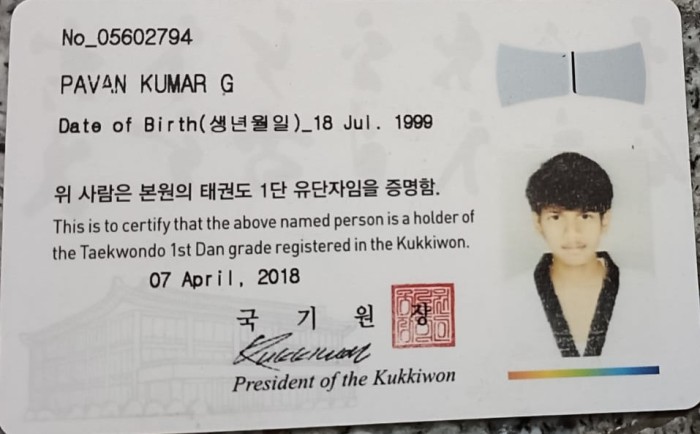 No_05602794
PAVAN KUMAR G
Date of Birth(생년월일)_18 Jul. 1999
위 사람은 본원의 태권도 1단 유단자임을 증명함.
This is to certify that the above named person is a holder of
the Taekwondo 1st Dan grade registered in the Kukkiwon.
07 April, 2018
국 기 원 장
Kukkiwon
President of the Kukkiwon